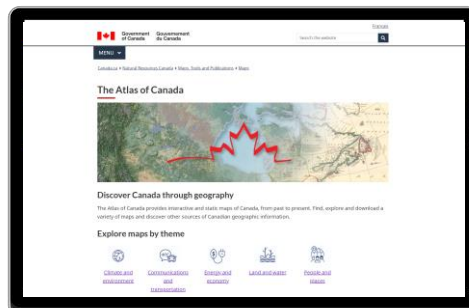 Français
Government of Canada
Gouvernement du Canada
Search the website
MENU
Canada.ca
Natural Resources Canada
Maps, Tools and Publications
Maps
The Atlas of Canada
Discover Canada through geography
The Atlas of Canada provides interactive and static maps of Canada, from past to present. Find, explore and download a
variety of maps and discover other sources of Canadian geographic information.
Explore maps by theme
Climate and
environment
Communications
and
transportation
Energy and
economy
Land and water
People and
places